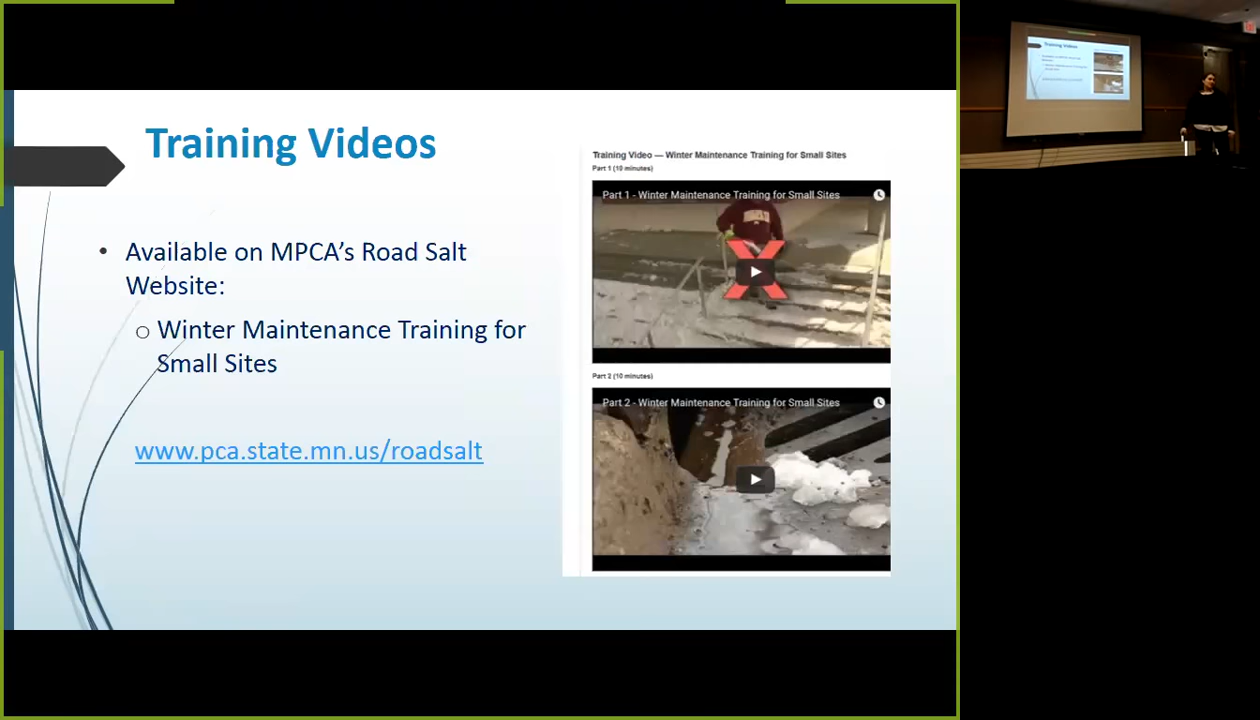 Training Videos
• Available on MPCA's Road Salt
Website:
o Winter Maintenance Training for
Small Sites
www.pca.state.mn.us/roadsalt
Training Video — Winter Maintenance Training for Small Sites
Part 1 (10 minutes)
Part 1 - Winter Maintenance Training for Small Sites
X
Part 2 (10 minutes)
Part 2 - Winter Maintenance Training for Small Sites
Training Videos